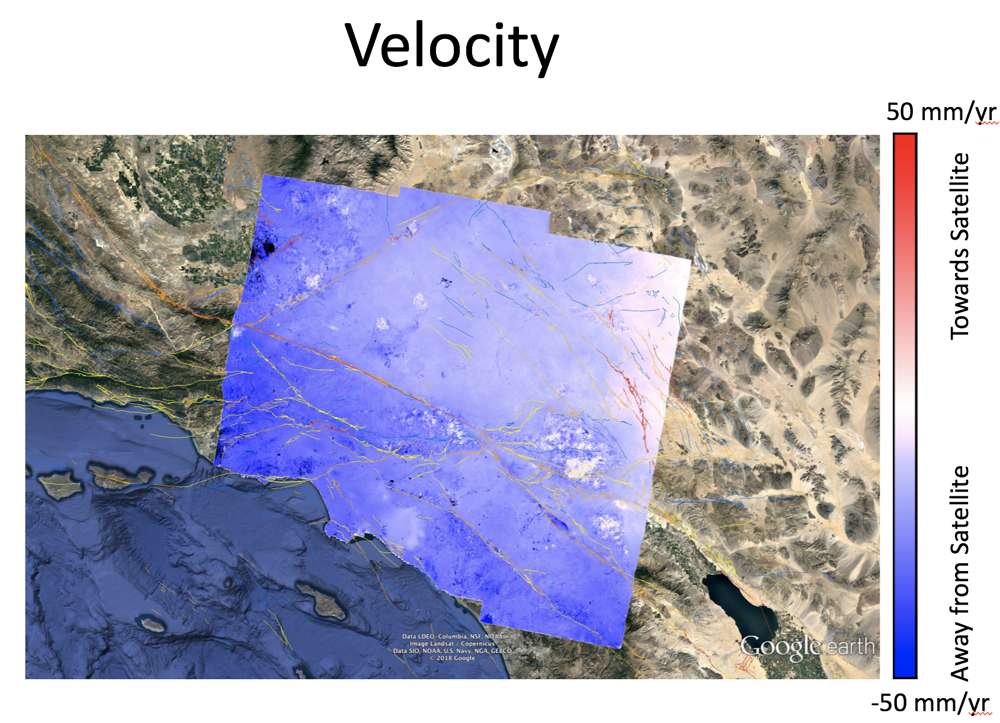 Velocity
50 mm/yr
Towards Satellite
Away from Satellite
-50 mm/yr
Data LDEO-Columbia, NSF, NOAA
Image Landsat / Copernicus
Data SIO, NOAA, U.S. Navy, NGA, GEBCO
© 2018 Google
Google earth